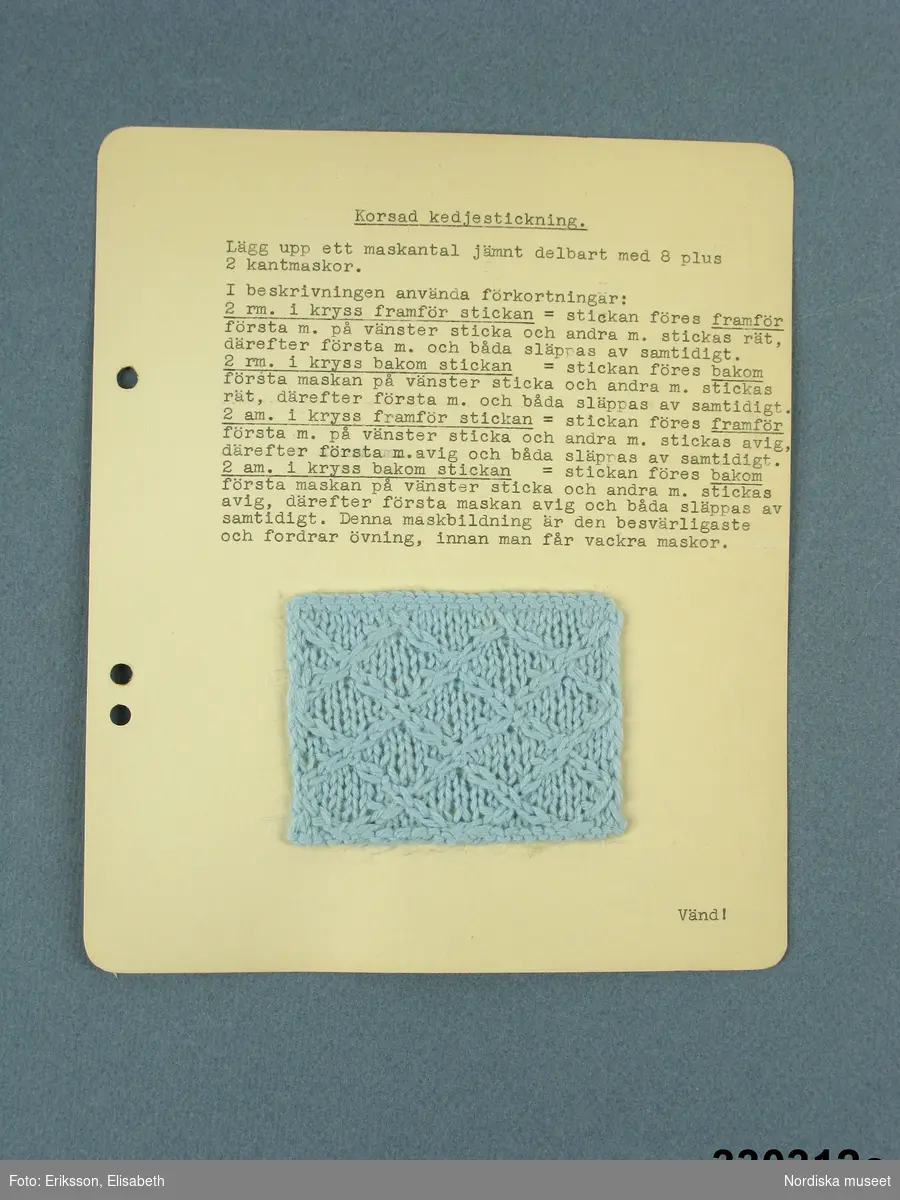 Korsad kedjestickning.
Lägg upp ett maskantal jämnt delbart med 8 plus
2 kantmaskor.
I beskrivningen använda förkortningar:
2 rm. i kryss framför stickan = stickan föres framför
första m. på vänster sticka och andra m. stickas rät,
därefter första m. och båda släppas av samtidigt.
2 rm. i kryss bakom stickan = stickan föres bakom
första maskan på vänster sticka och andra m. stickas
rät, därefter första m. och båda släppas av samtidigt.
2 am. i kryss framför stickan = stickan föres framför
första m. på vänster sticka och andra m. stickas avig,
därefter första m.avig och båda släppas av samtidigt.
2 am. i kryss bakom stickan = stickan föres bakom
första maskan på vänster sticka och andra m. stickas
avig, därefter första maskan avig och båda släppas av
samtidigt. Denna maskbildning är den besvärligaste
och fordrar övning, innan man får vackra maskor.
Vänd!
Foto: Eriksson, Elisabeth
Nordiska museet